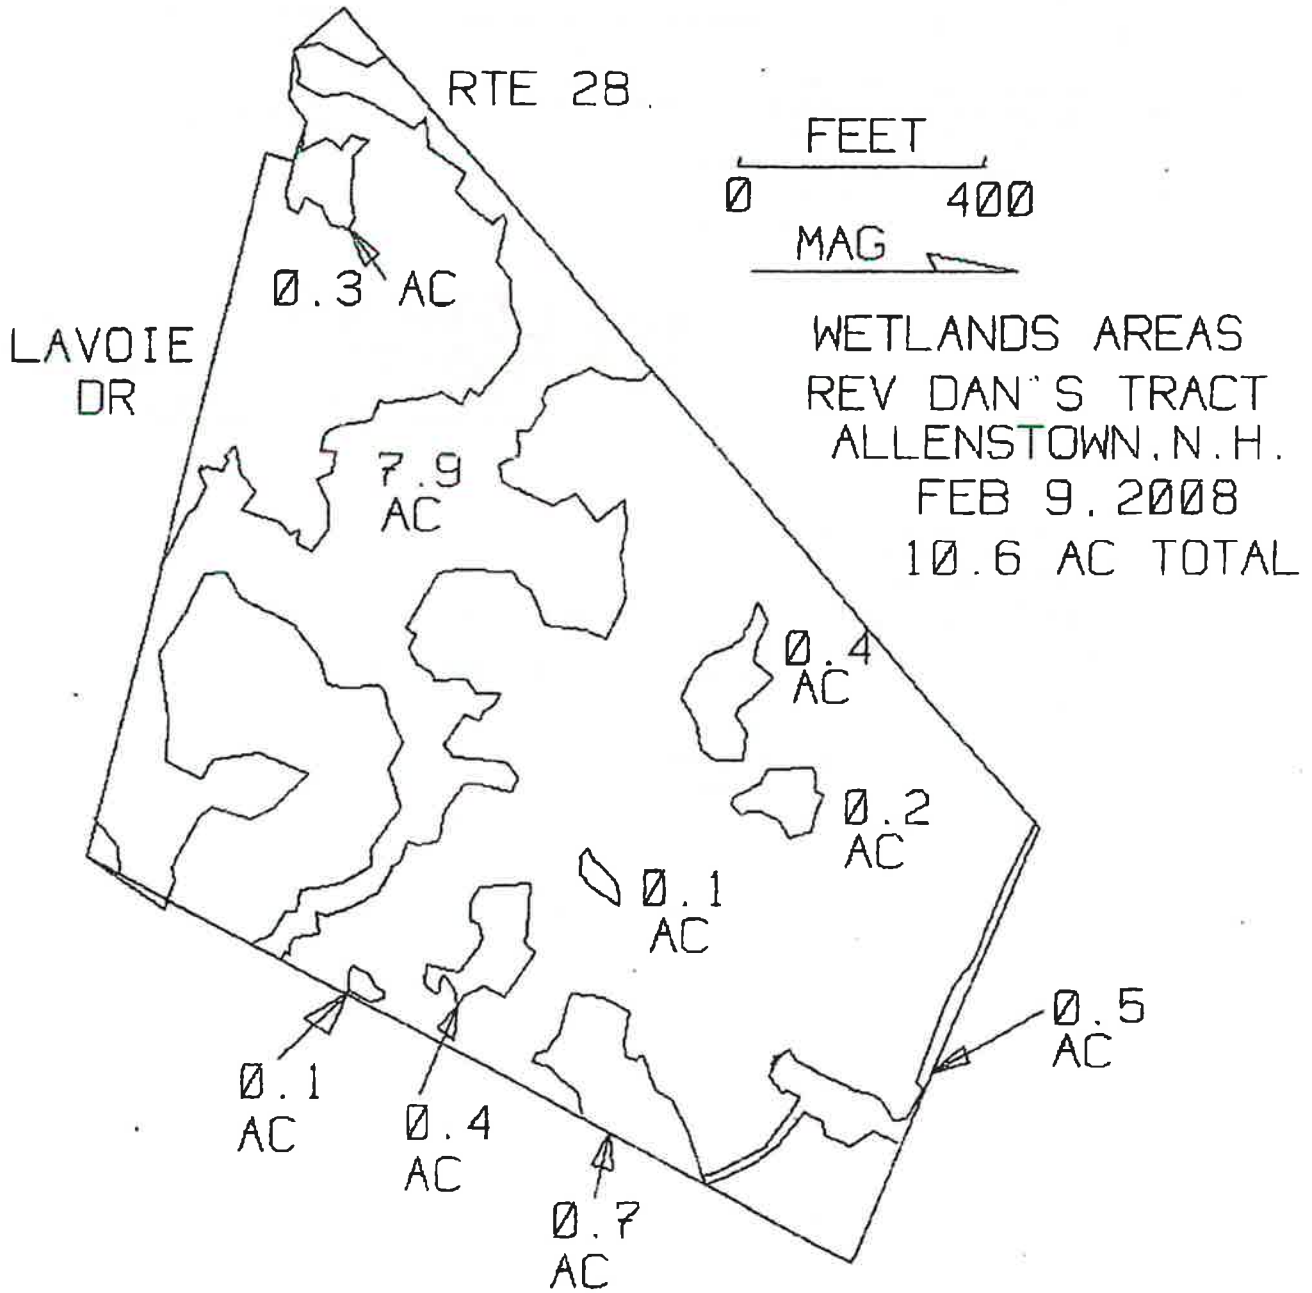 RTE 28
FEET
0 400
MAG
0.3 AC
LAVOIE
DR
WETLANDS AREAS
REV DAN'S TRACT
ALLENSTOWN, N.H.
FEB 9, 2008
10.6 AC TOTAL
7.9
AC
0.4
AC
0.2
AC
0.1
AC
0.5
AC
0.1
AC
0.4
AC
0.7
AC